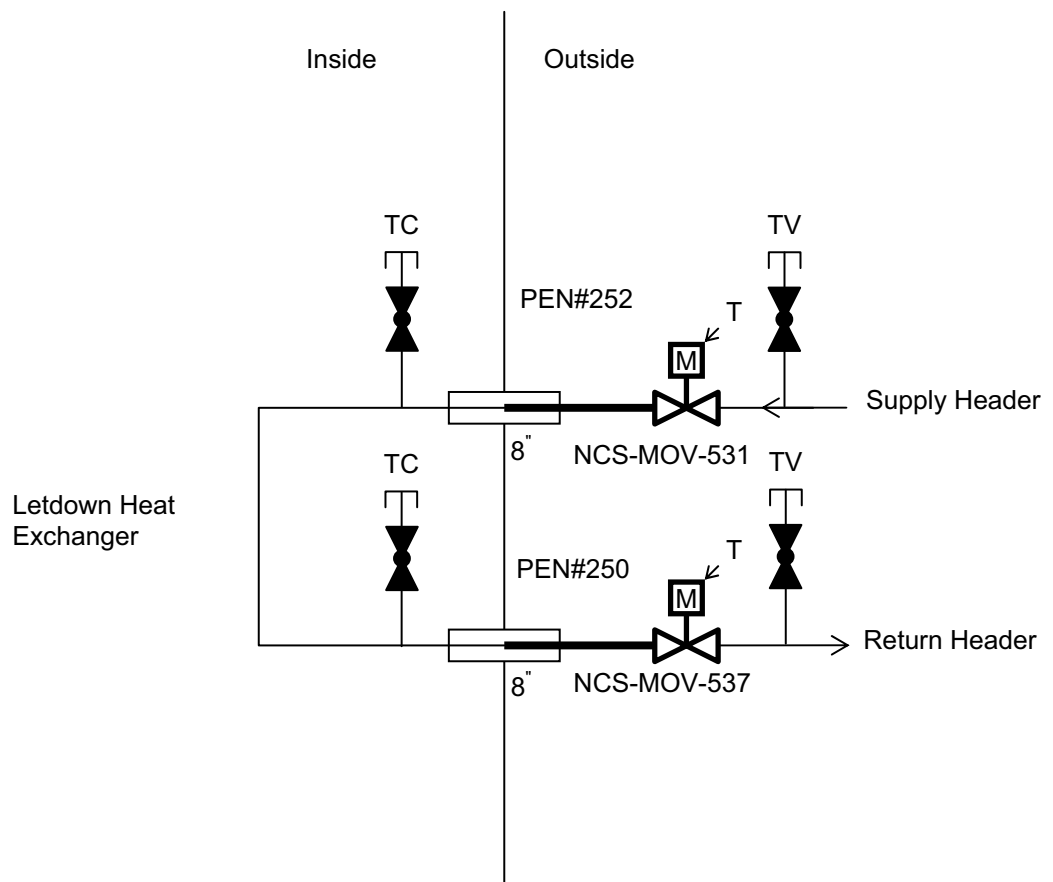 Inside
Outside
TC
TV
PEN#252
T
M
Supply Header
8"
NCS-MOV-531
TC
TV
Letdown Heat
Exchanger
PEN#250
T
M
Return Header
8"
NCS-MOV-537